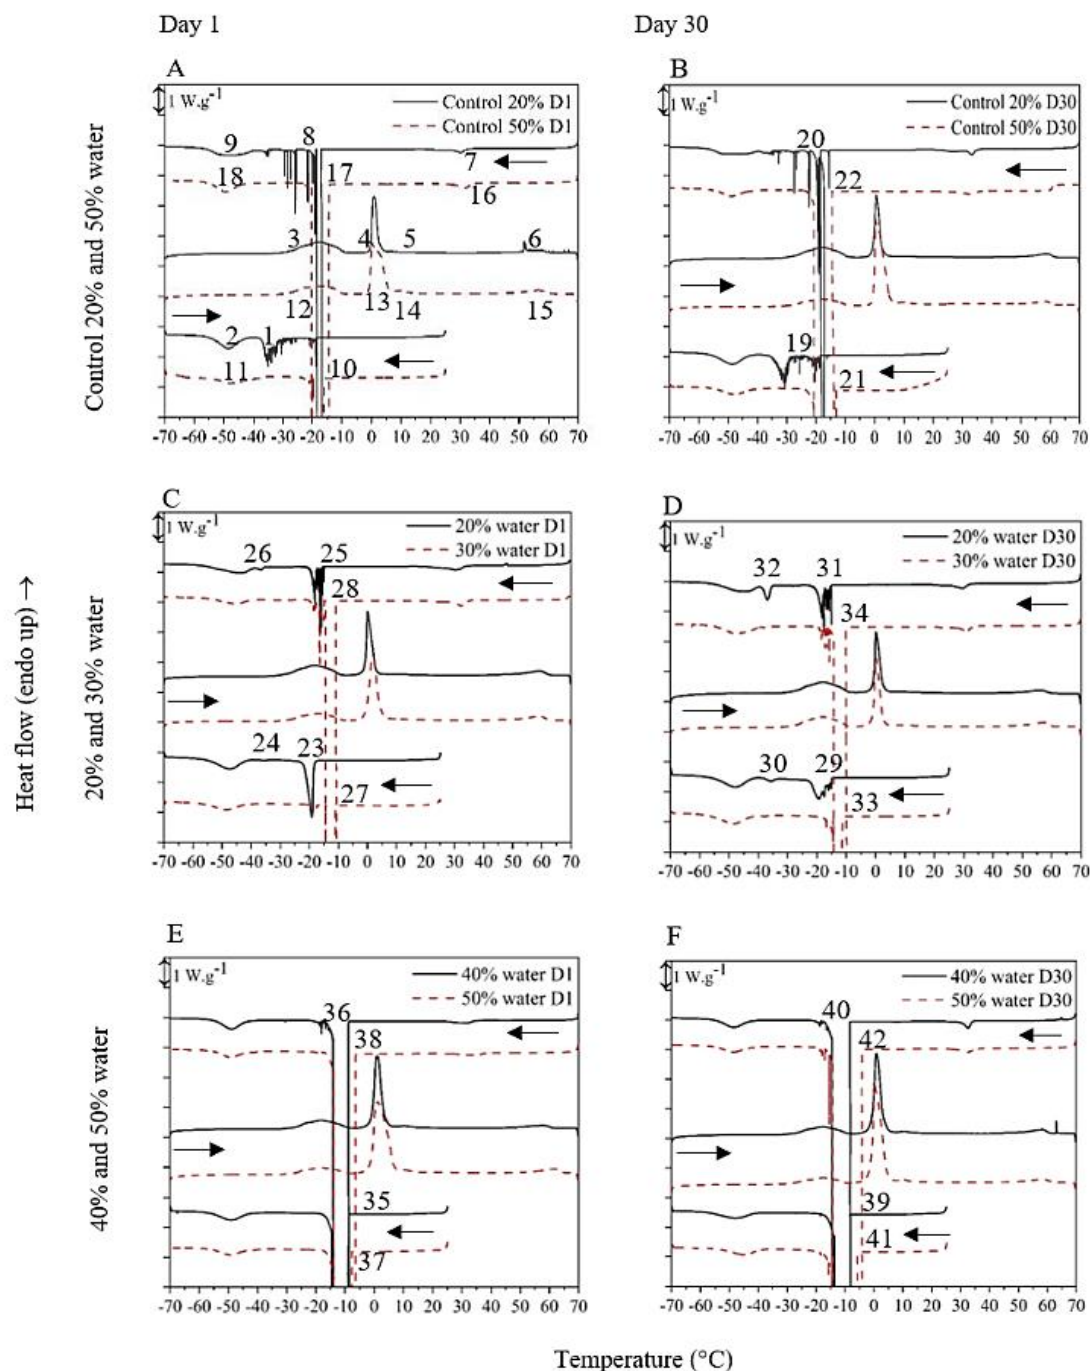 Day 1
Day 30
A
B
1 W.g⁻¹
Control 20% D1
Control 50% D1
9
8
7
17
18
16
3
4
5
6
12
13
14
15
2
1
11
10
-70 -60 -50 -40 -30 -20 -10 0 10 20 30 40 50 60 70
1 W.g⁻¹
Control 20% D30
Control 50% D30
20
22
19
21
-70 -60 -50 -40 -30 -20 -10 0 10 20 30 40 50 60 70
Control 20% and 50% water
C
D
1 W.g⁻¹
20% water D1
30% water D1
26
25
28
24
23
27
-70 -60 -50 -40 -30 -20 -10 0 10 20 30 40 50 60 70
1 W.g⁻¹
20% water D30
30% water D30
32
31
34
30
29
33
-70 -60 -50 -40 -30 -20 -10 0 10 20 30 40 50 60 70
20% and 30% water
Heat flow (endo up) →
E
F
1 W.g⁻¹
40% water D1
50% water D1
36
38
35
37
-70 -60 -50 -40 -30 -20 -10 0 10 20 30 40 50 60 70
1 W.g⁻¹
40% water D30
50% water D30
40
42
39
41
-70 -60 -50 -40 -30 -20 -10 0 10 20 30 40 50 60 70
40% and 50% water
Temperature (°C)